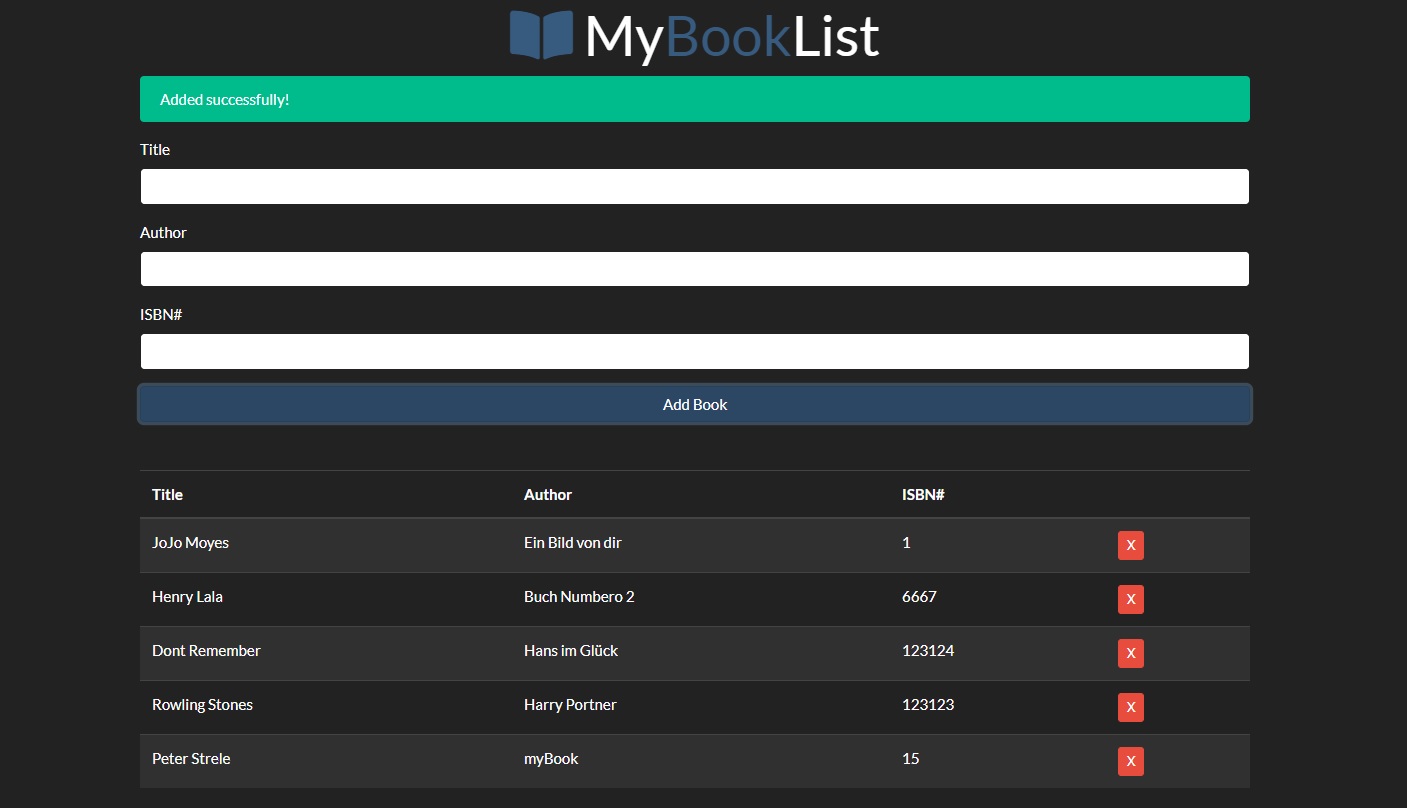 MyBookList
Added successfully!
Title
Author
ISBN#
Add Book
Title Author ISBN#
JoJo Moyes Ein Bild von dir 1 X
Henry Lala Buch Numbero 2 6667 X
Dont Remember Hans im Glück 123124 X
Rowling Stones Harry Portner 123123 X
Peter Strele myBook 15 X